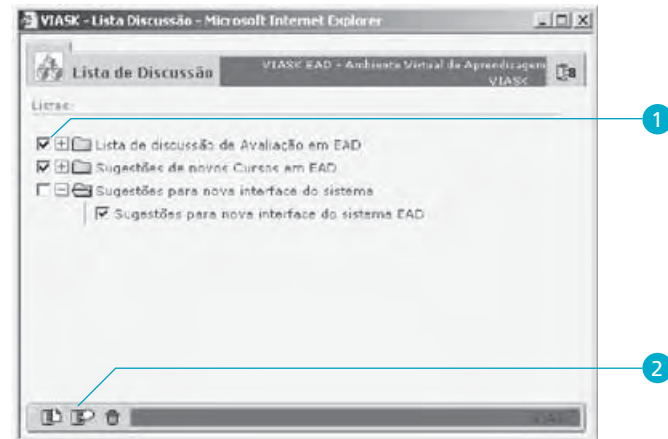 VIASK - Lista Discussão - Microsoft Internet Explorer
Lista de Discussão
VIASK EAD - Ambiente Virtual de Aprendizagem
VIASK
Listas:
1
Lista de discussão de Avaliação em EAD
Sugestões de novos Cursos em EAD
Sugestões para nova interface do sistema
Sugestões para nova interface do sistema EAD
2